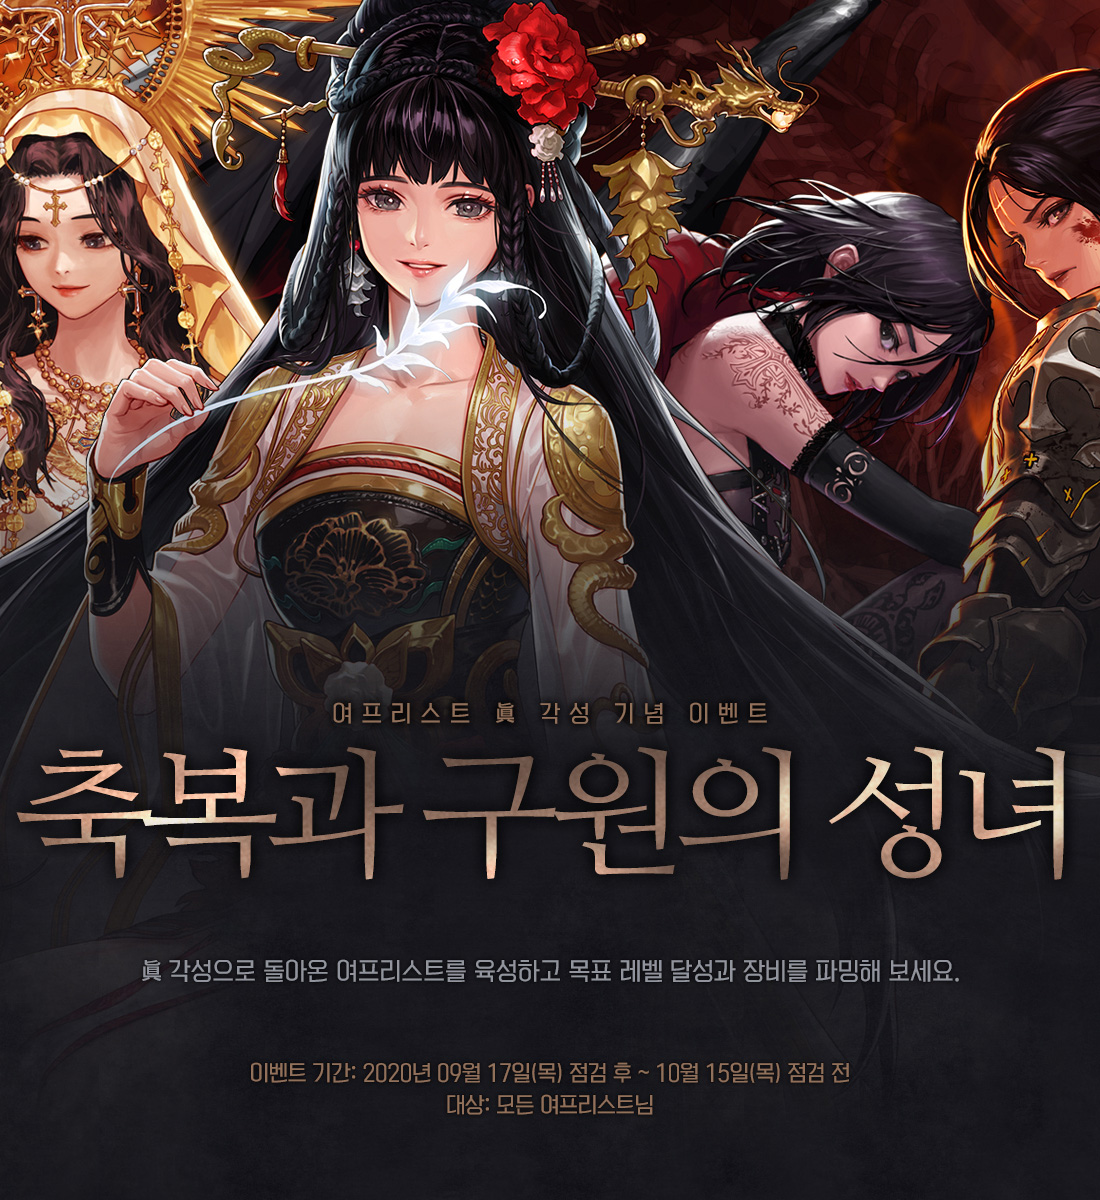 여프리스트 眞 각성 기념 이벤트
축복과 구원의 성녀
眞 각성으로 돌아온 여프리스트를 육성하고 목표 레벨 달성과 장비를 파밍해 보세요.
이벤트 기간: 2020년 09월 17일(목) 점검 후 ~ 10월 15일(목) 점검 전
대상: 모든 여프리스트님